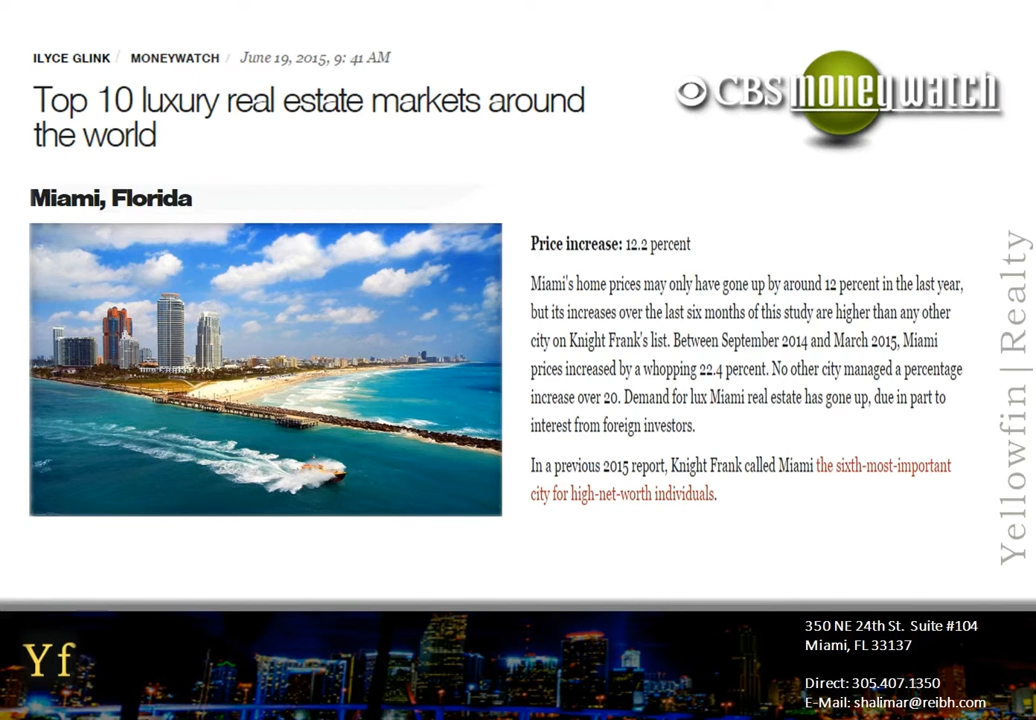 ILYCE GLINK / MONEYWATCH / June 19, 2015, 9: 41 AM
Top 10 luxury real estate markets around
the world
CBS moneywatch
Miami, Florida
Price increase: 12.2 percent
Miami's home prices may only have gone up by around 12 percent in the last year,
but its increases over the last six months of this study are higher than any other
city on Knight Frank's list. Between September 2014 and March 2015, Miami
prices increased by a whopping 22.4 percent. No other city managed a percentage
increase over 20. Demand for lux Miami real estate has gone up, due in part to
interest from foreign investors.
In a previous 2015 report, Knight Frank called Miami the sixth-most-important
city for high-net-worth individuals.
Yellowfin | Realty
Yf
350 NE 24th St. Suite #104
Miami, FL 33137
Direct: 305.407.1350
E-Mail: shalimar@reibh.com